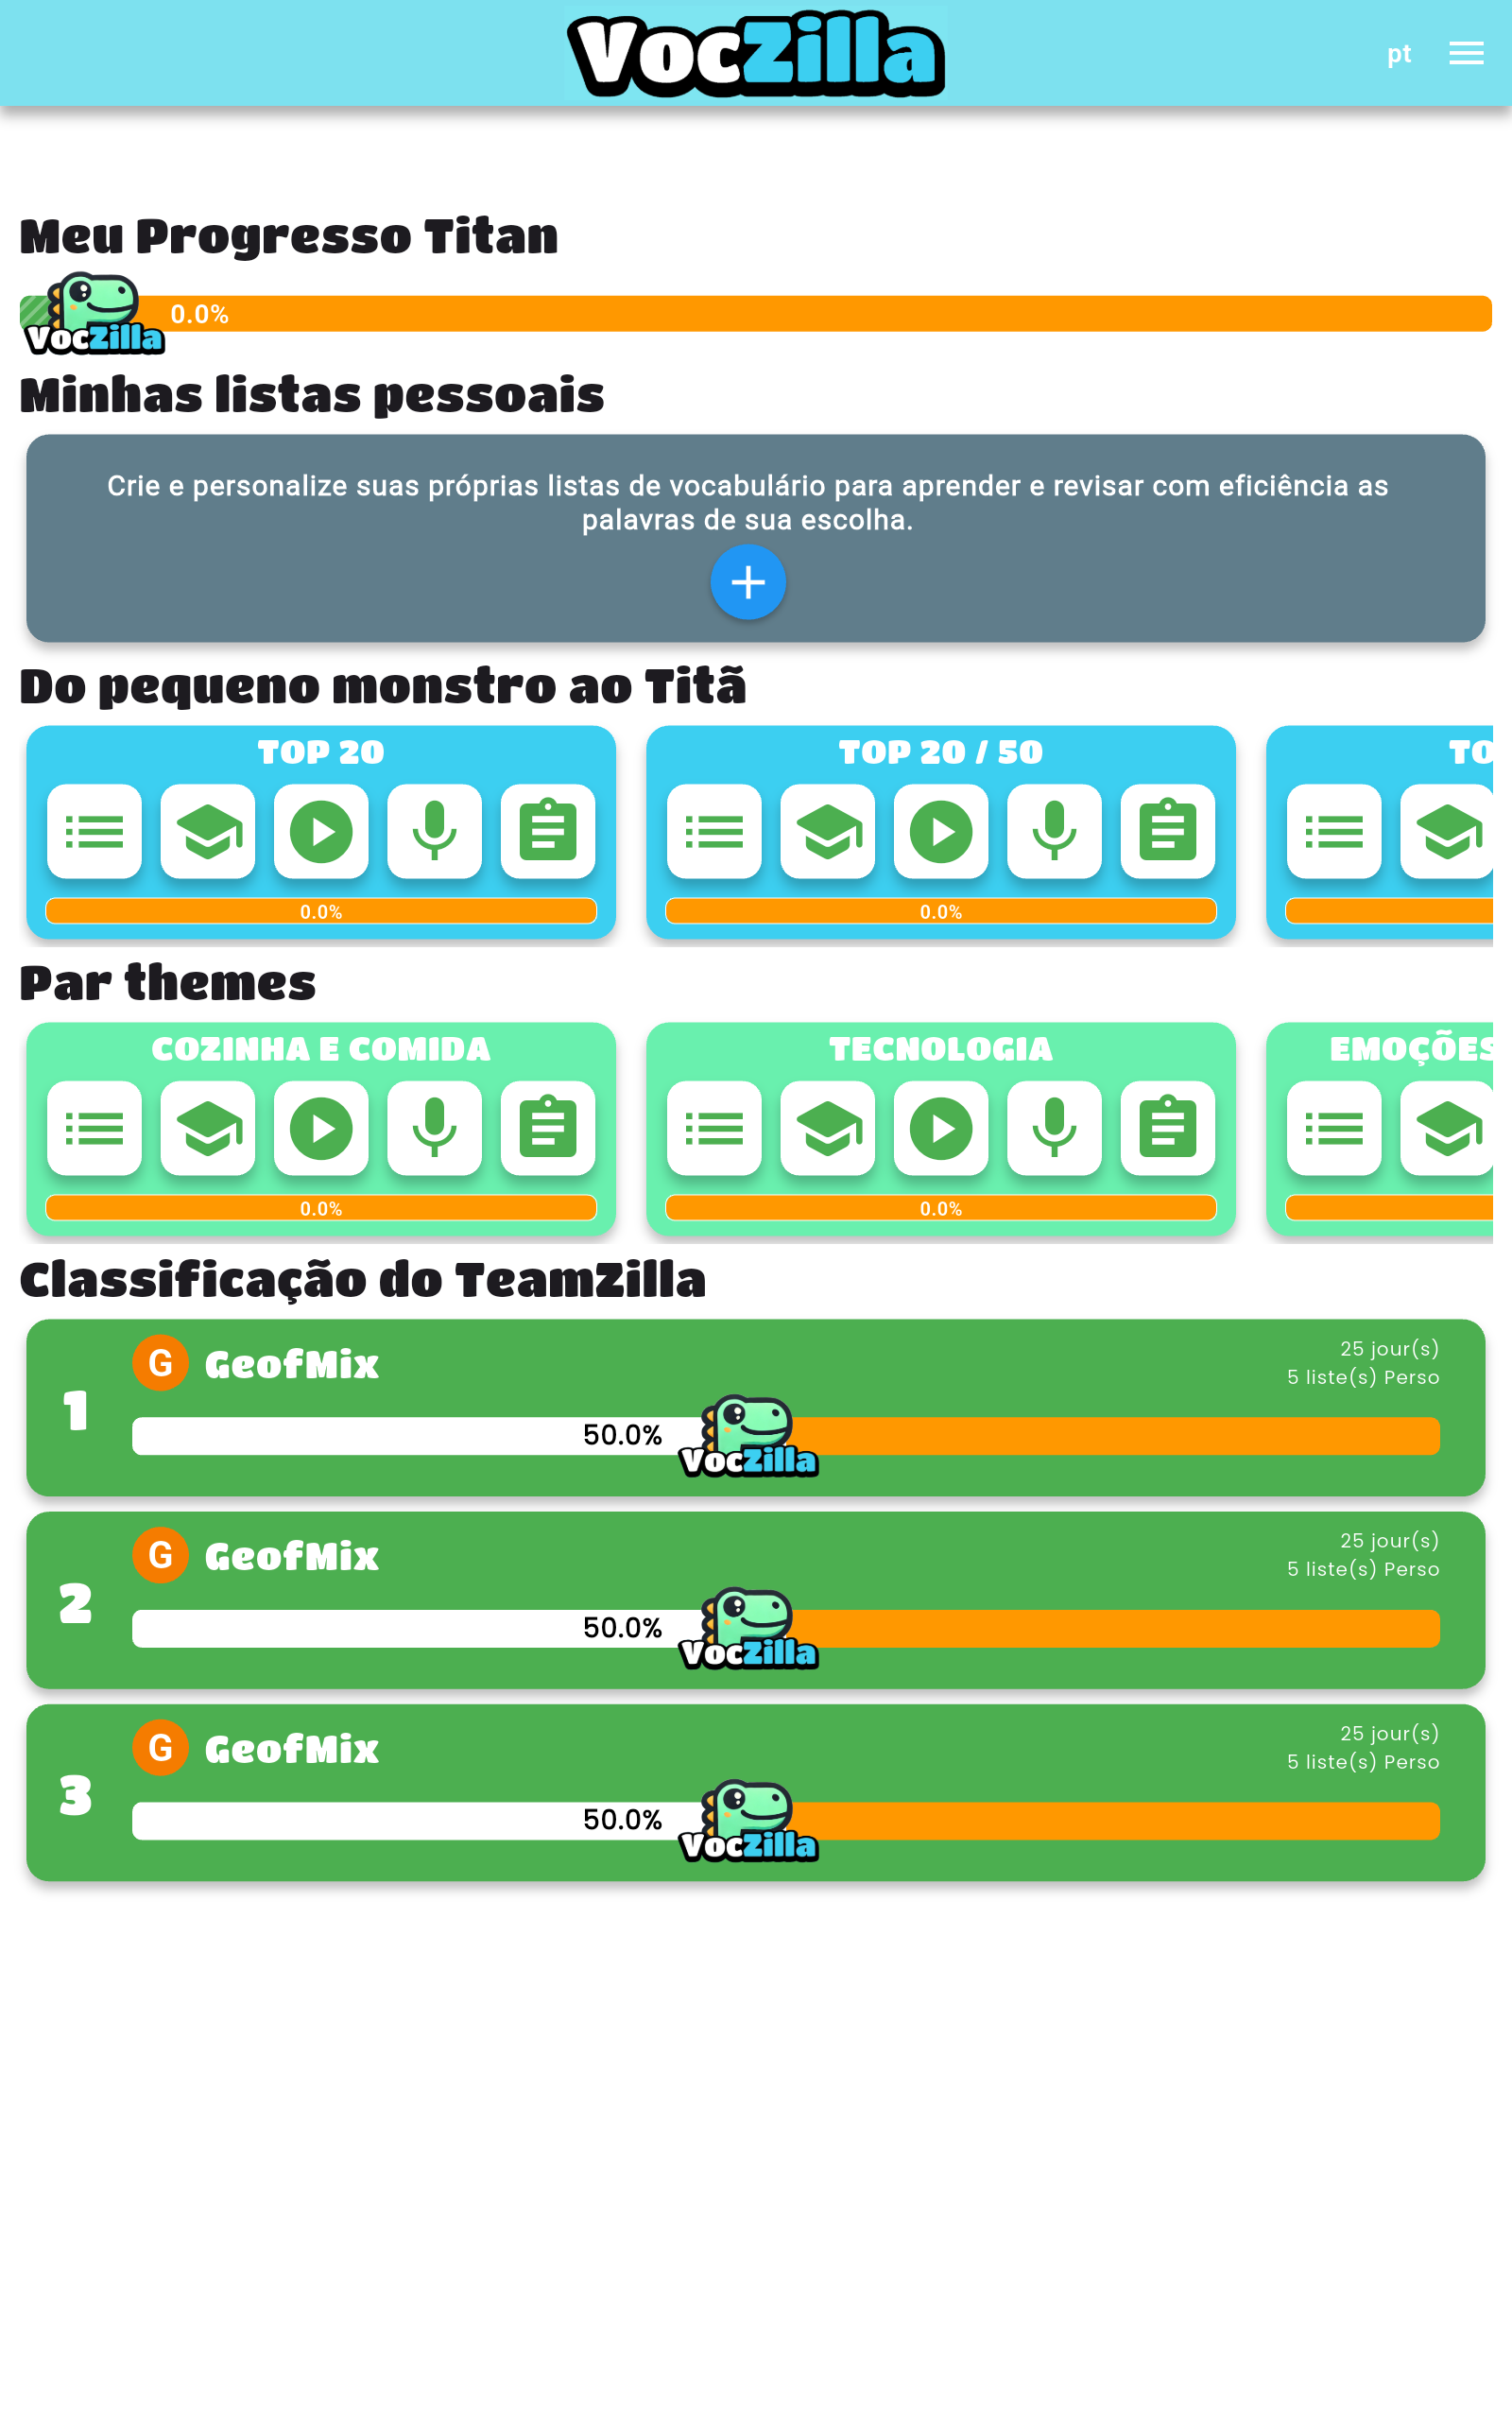 VocZilla
pt
Meu Progresso Titan
VocZilla
0.0%
Minhas listas pessoais
Crie e personalize suas próprias listas de vocabulário para aprender e revisar com eficiência as
palavras de sua escolha.
Do pequeno monstro ao Titã
TOP 20
TOP 20 / 50
TO
0.0%
0.0%
Par themes
COZINHA E COMIDA
TECNOLOGIA
EMOÇÕES
0.0%
0.0%
Classificação do TeamZilla
1
G
GeofMix
25 jour(s)
5 liste(s) Perso
50.0%
VocZilla
2
G
GeofMix
25 jour(s)
5 liste(s) Perso
50.0%
VocZilla
3
G
GeofMix
25 jour(s)
5 liste(s) Perso
50.0%
VocZilla